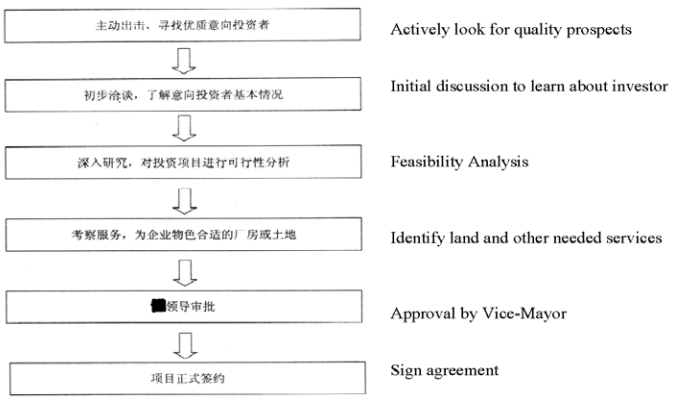 主动出击，寻找优质意向投资者
Actively look for quality prospects
初步洽谈，了解意向投资者基本情况
Initial discussion to learn about investor
深入研究，对投资项目进行可行性分析
Feasibility Analysis
考察服务，为企业物色合适的厂房或土地
Identify land and other needed services
领导审批
Approval by Vice-Mayor
项目正式签约
Sign agreement